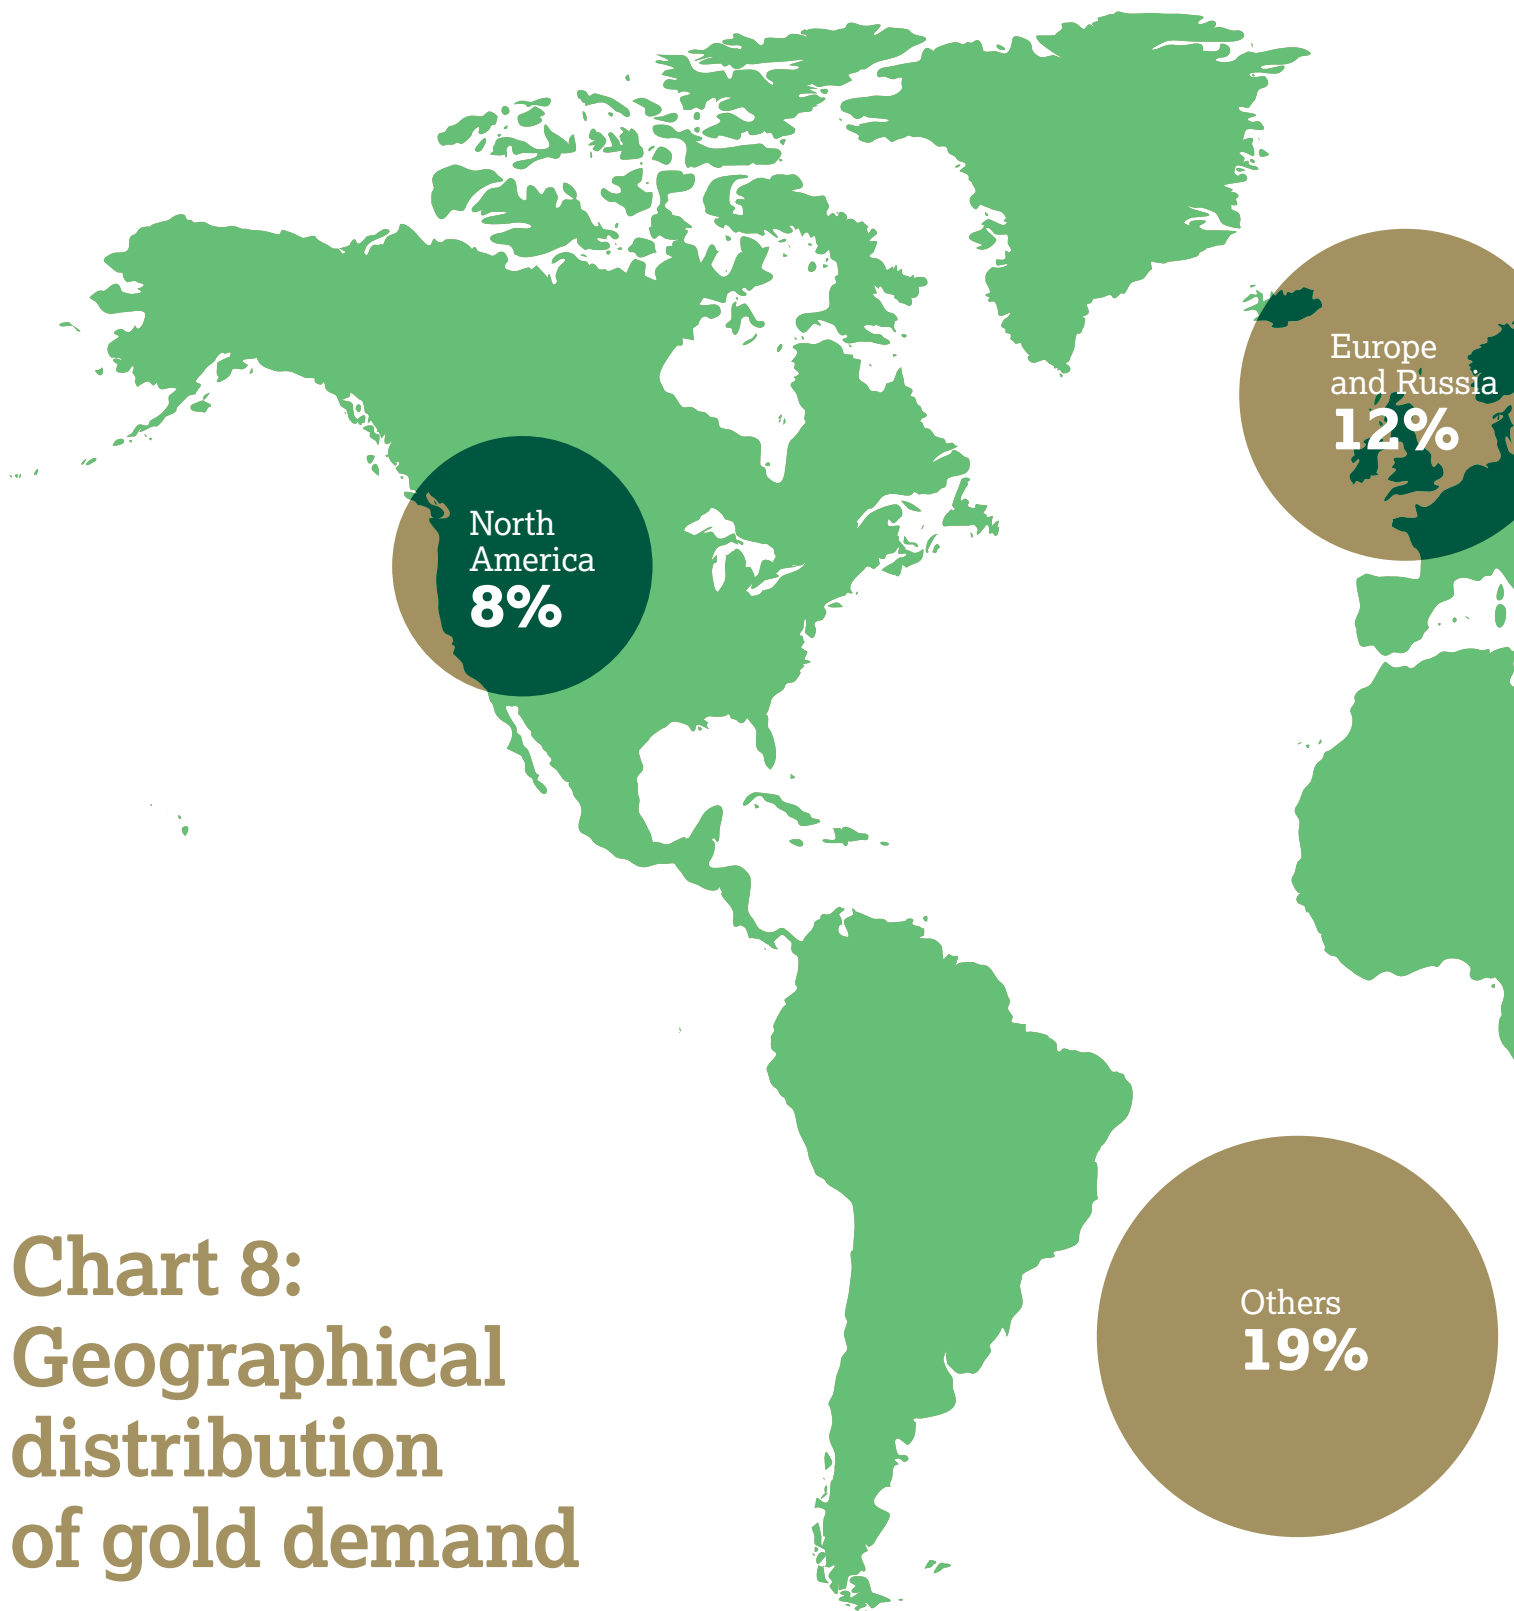 Europe
and Russia
12%
North
America
8%
Others
19%
Chart 8:
Geographical
distribution
of gold demand